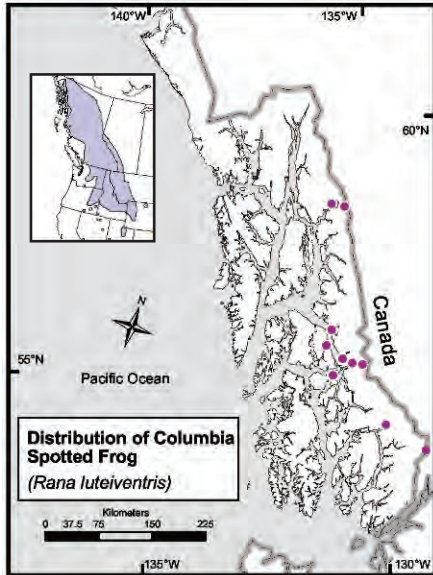 140°W
135°W
60°N
N
Canada
55°N
Pacific Ocean
Distribution of Columbia
Spotted Frog
(Rana luteiventris)
Kilometers
0 37.5 75 150 225
135°W
130°W